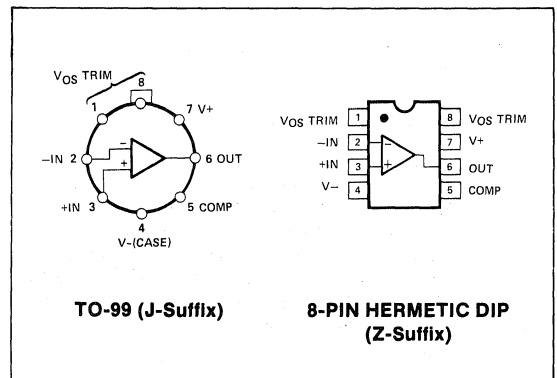 VOS TRIM
8
1
7 V+
−IN 2
−
+
6 OUT
+IN 3
5 COMP
4
V−(CASE)
TO-99 (J-Suffix)
VOS TRIM 1
8 VOS TRIM
−IN 2
−
7 V+
+IN 3
+
6 OUT
V− 4
5 COMP
8-PIN HERMETIC DIP
(Z-Suffix)